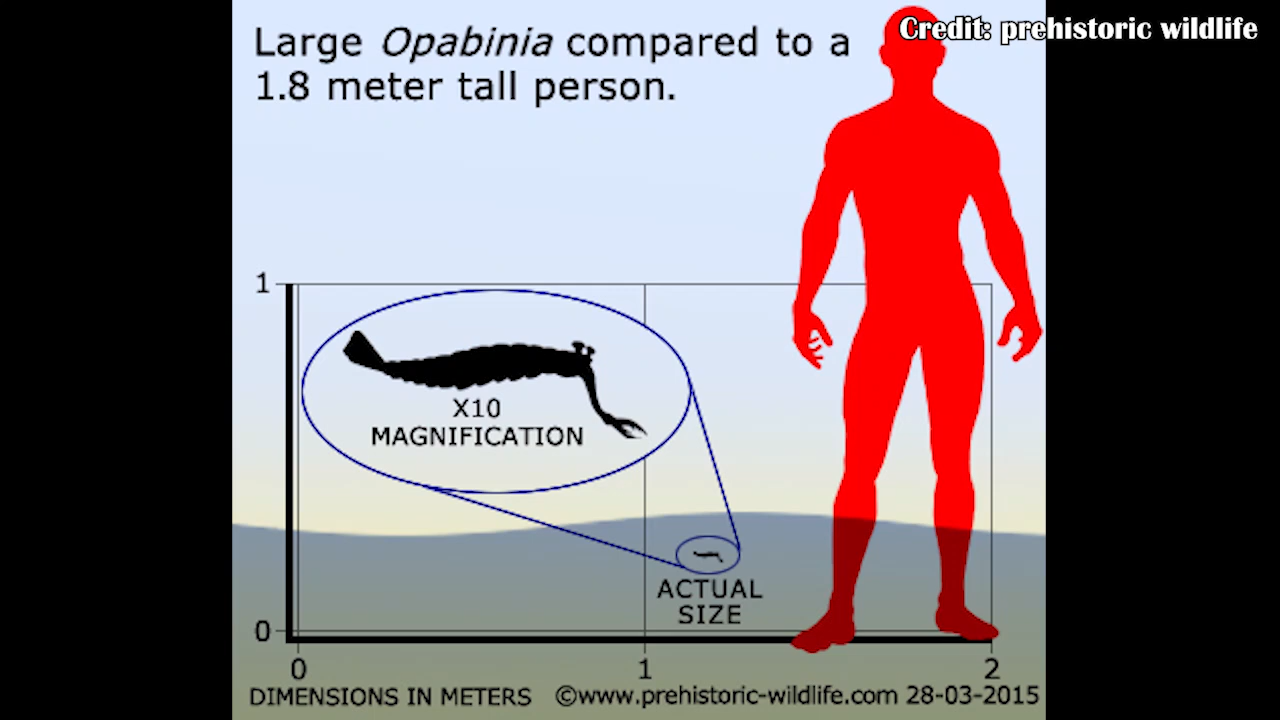 Credit: prehistoric wildlife
Large Opabinia compared to a
1.8 meter tall person.
1
X10
MAGNIFICATION
ACTUAL
SIZE
0
0 1 2
DIMENSIONS IN METERS ©www.prehistoric-wildlife.com 28-03-2015